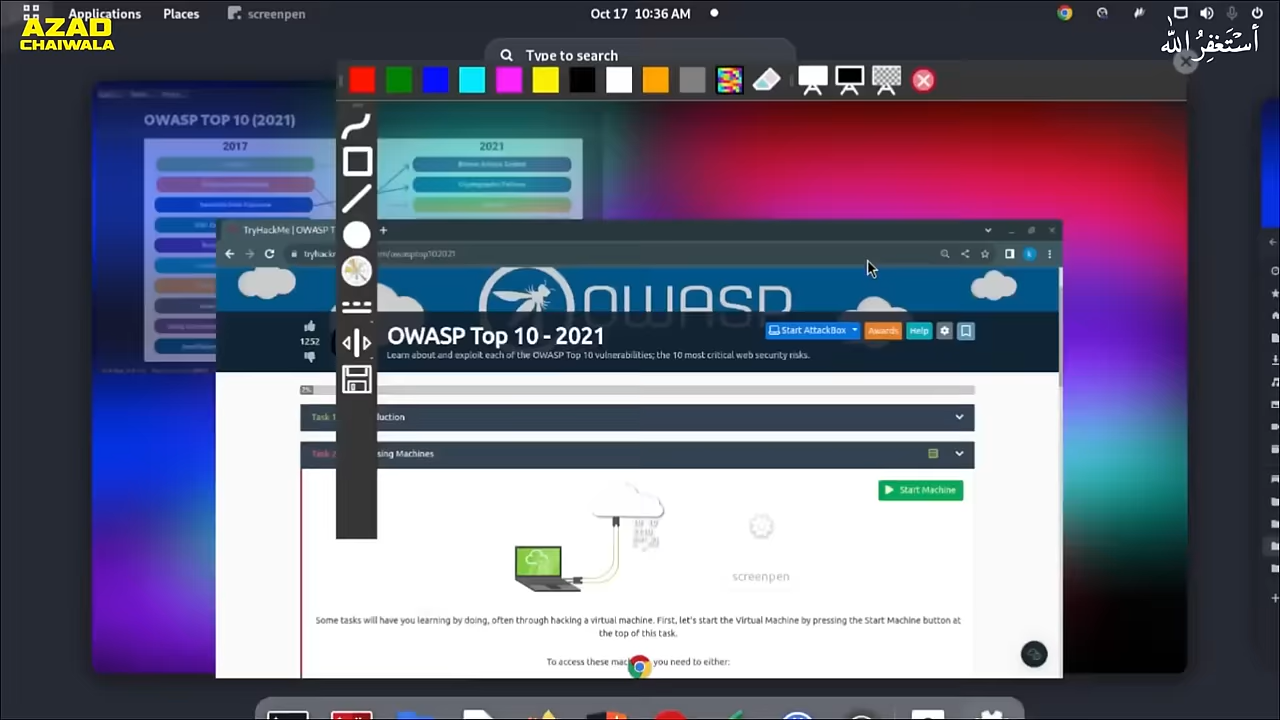 Applications Places screenpen Oct 17 10:36 AM
AZAD
CHAIWALA
أستغفر الله
Type to search
OWASP TOP 10 (2021)
2017 2021
TryHackMe | OWASP T
tryhack m/owasptop102021
OWASP
1252
OWASP Top 10 - 2021
Start AttackBox Awards Help
Learn about and exploit each of the OWASP Top 10 vulnerabilities; the 10 most critical web security risks.
2%
Task 1 duction
Task 2 sing Machines
Start Machine
screenpen
Some tasks will have you learning by doing, often through hacking a virtual machine. First, let's start the Virtual Machine by pressing the Start Machine button at
the top of this task.
To access these mac you need to either: